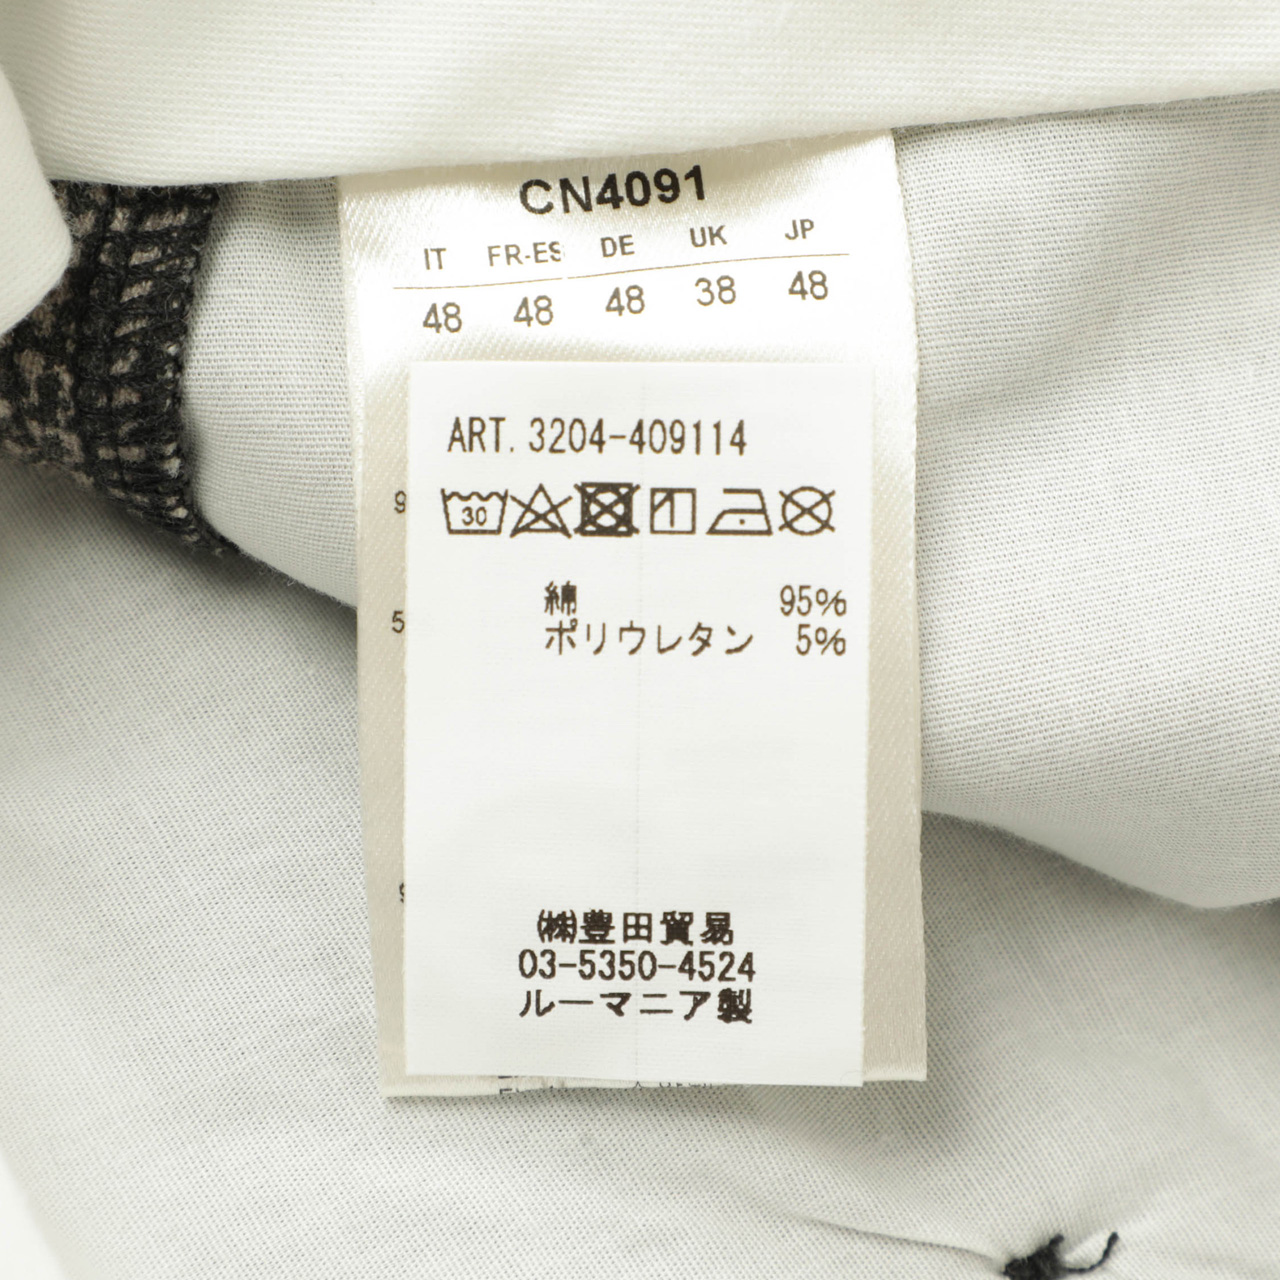 CN4091
IT FR-ES DE UK JP
48 48 48 38 48
ART. 3204-409114
30
綿 95%
ポリウレタン 5%
㈱豊田貿易
03-5350-4524
ルーマニア製